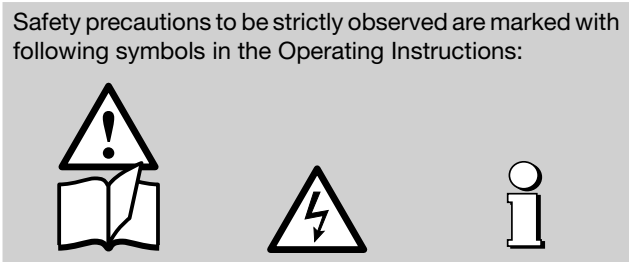 Safety precautions to be strictly observed are marked with
following symbols in the Operating Instructions: